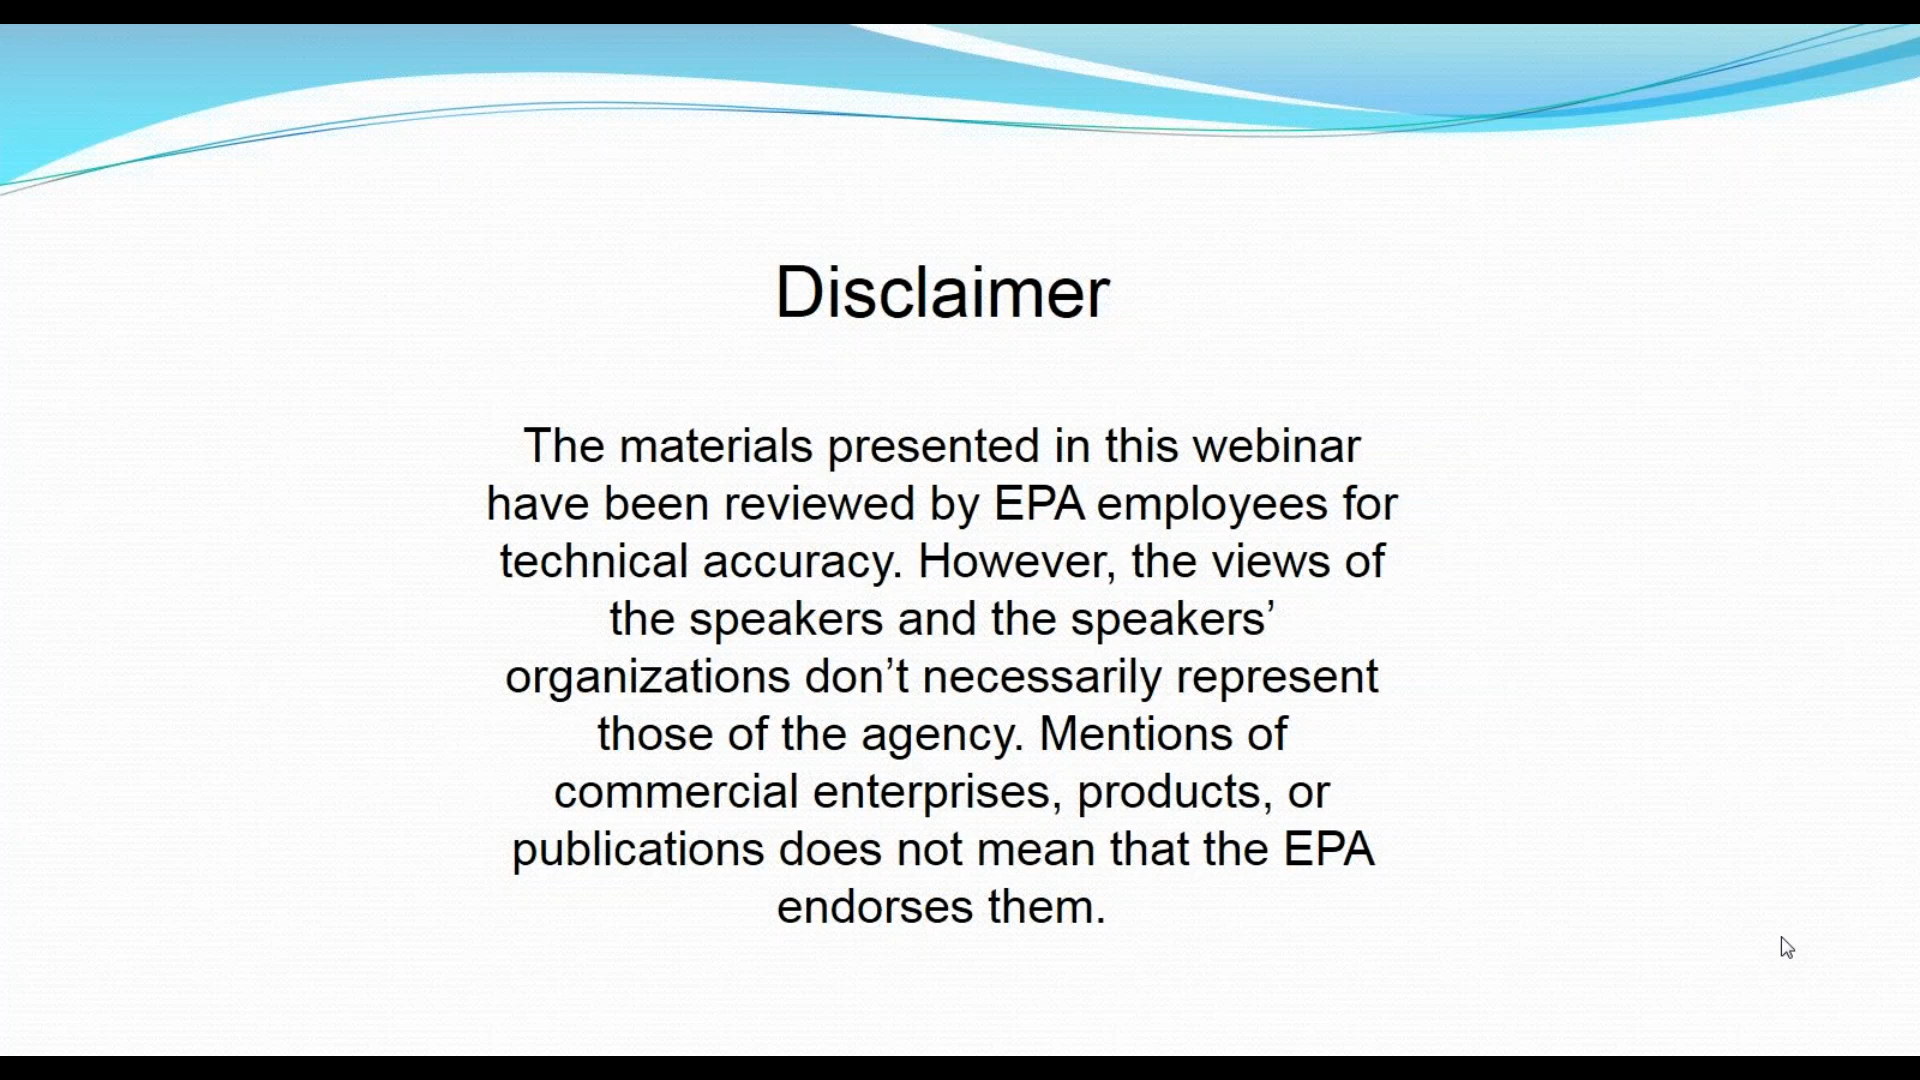 Disclaimer
The materials presented in this webinar
have been reviewed by EPA employees for
technical accuracy. However, the views of
the speakers and the speakers’
organizations don’t necessarily represent
those of the agency. Mentions of
commercial enterprises, products, or
publications does not mean that the EPA
endorses them.